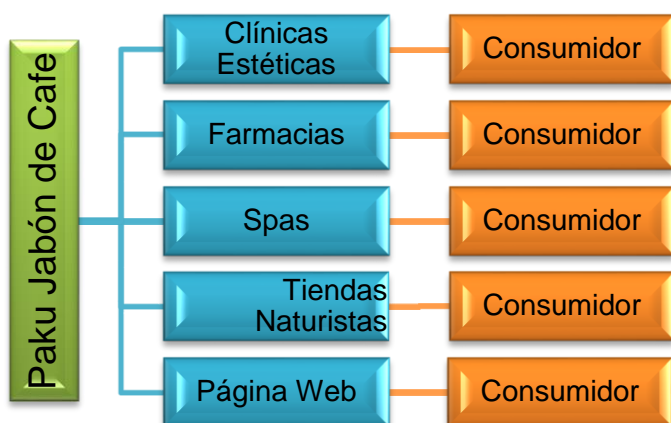 Paku Jabón de Cafe
Clínicas
Estéticas
Consumidor
Farmacias
Consumidor
Spas
Consumidor
Tiendas
Naturistas
Consumidor
Página Web
Consumidor